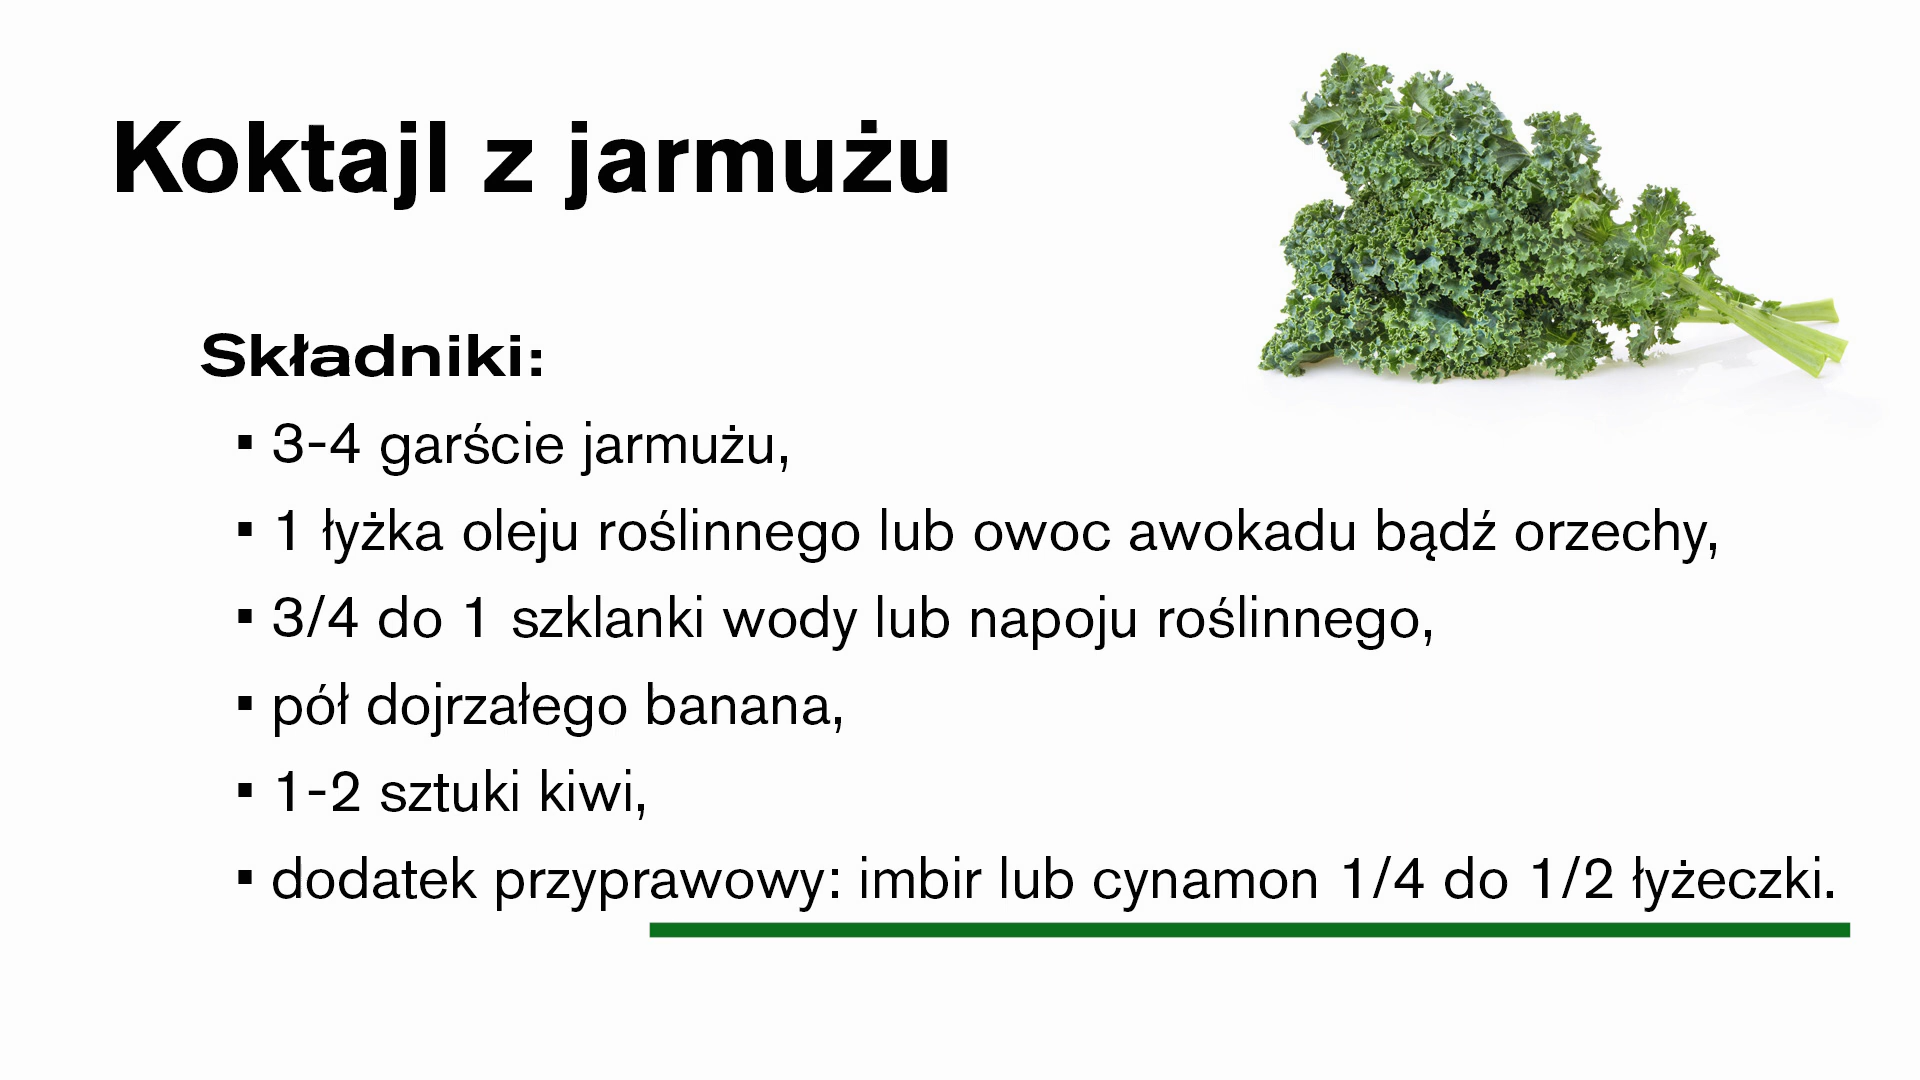 Koktajl z jarmużu
Składniki:
▪ 3-4 garście jarmużu,
▪ 1 łyżka oleju roślinnego lub owoc awokadu bądź orzechy,
▪ 3/4 do 1 szklanki wody lub napoju roślinnego,
▪ pół dojrzałego banana,
▪ 1-2 sztuki kiwi,
▪ dodatek przyprawowy: imbir lub cynamon 1/4 do 1/2 łyżeczki.